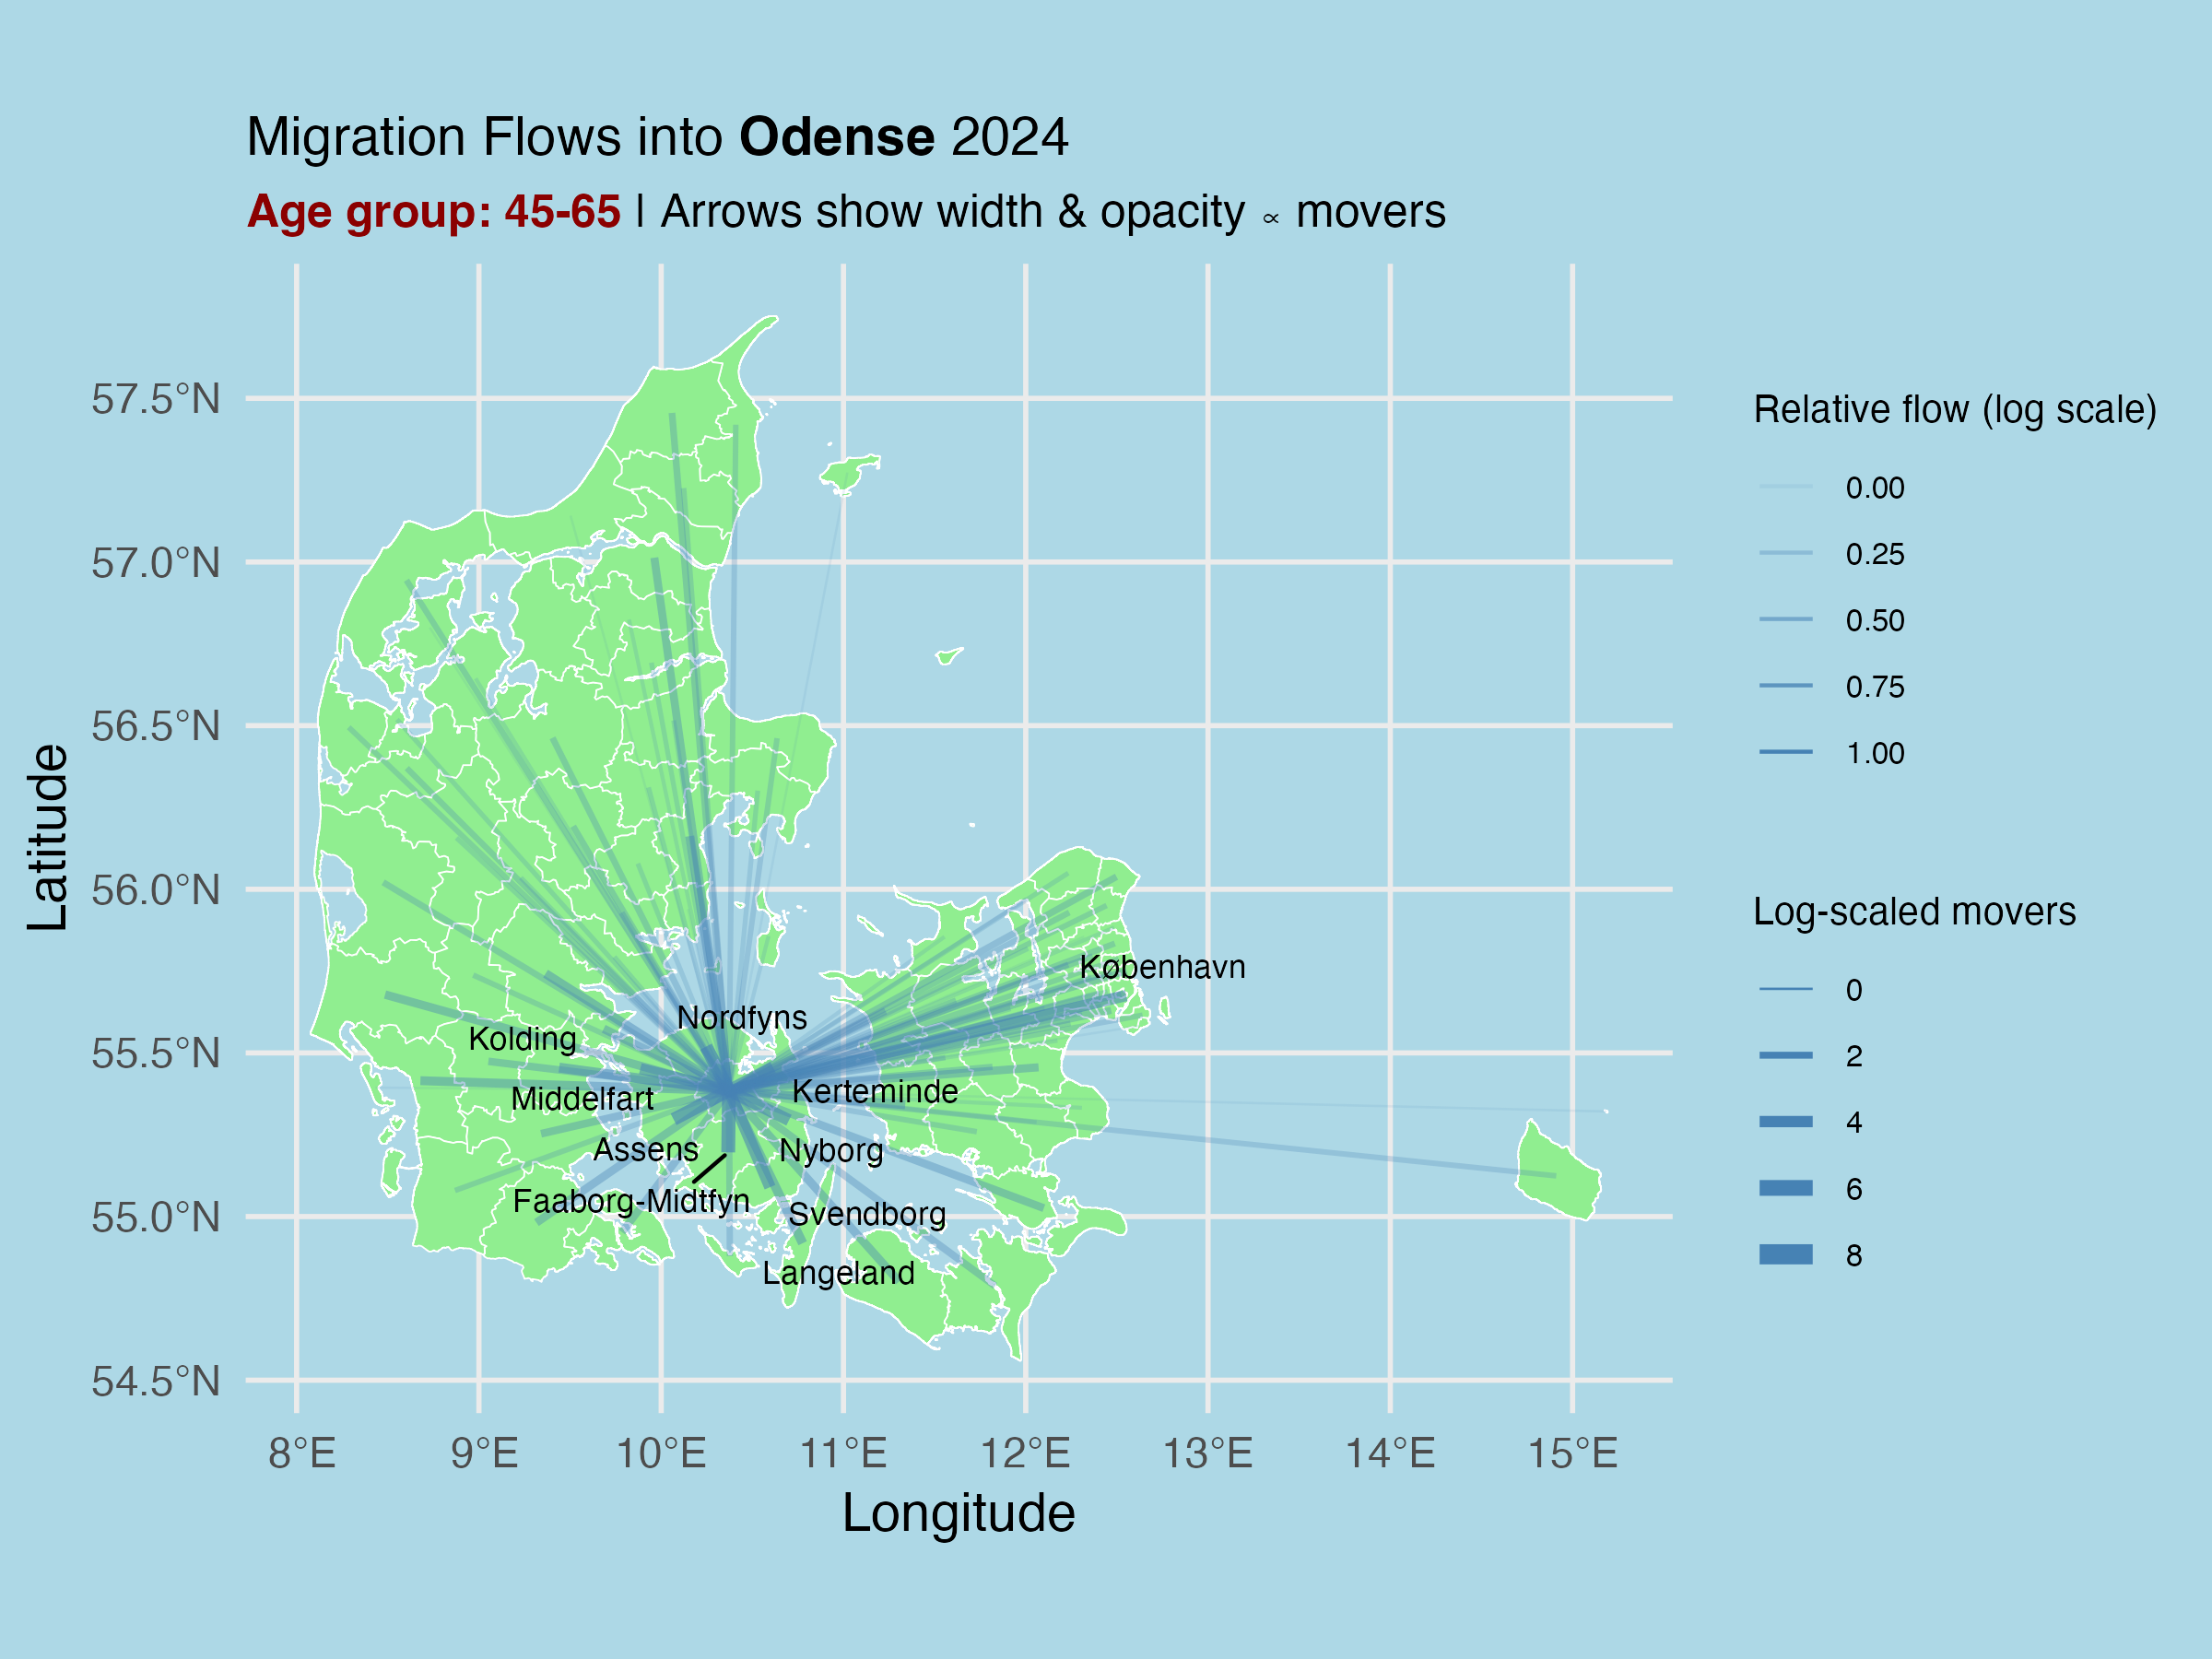 Migration Flows into Odense 2024
Age group: 45-65 | Arrows show width & opacity ∝ movers
57.5°N
57.0°N
56.5°N
56.0°N
55.5°N
55.0°N
54.5°N
Latitude
København
Nordfyns
Kolding
Kerteminde
Middelfart
Assens
Nyborg
Faaborg-Midtfyn
Svendborg
Langeland
8°E
9°E
10°E
11°E
12°E
13°E
14°E
15°E
Longitude
Relative flow (log scale)
0.00
0.25
0.50
0.75
1.00
Log-scaled movers
0
2
4
6
8